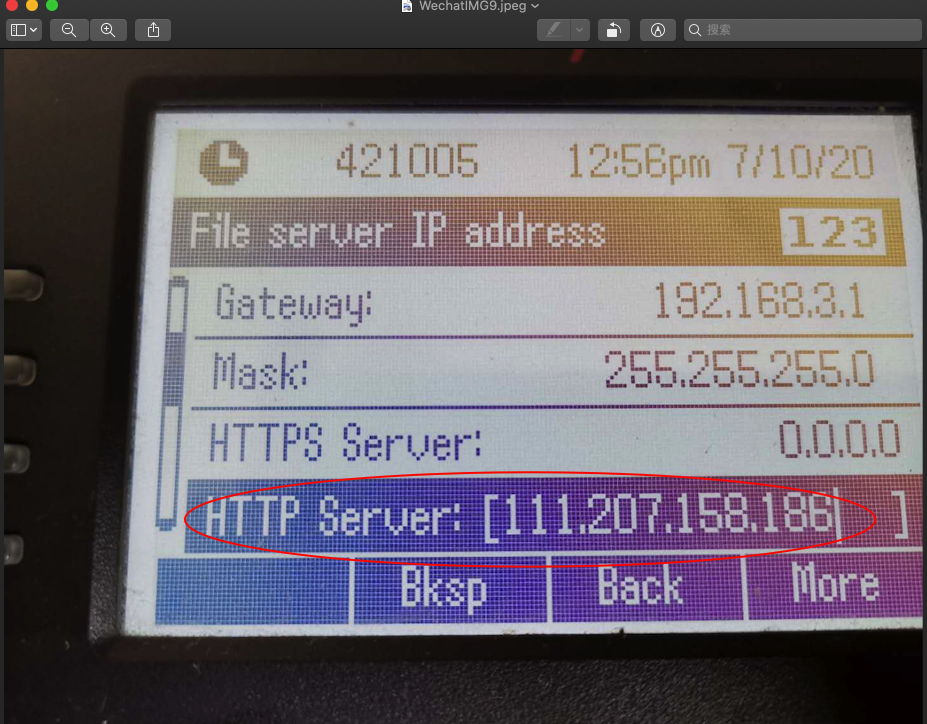 WechatIMG9.jpeg
搜索
421005 12:56pm 7/10/20
File server IP address 123
Gateway: 192.168.3.1
Mask: 255.255.255.0
HTTPS Server: 0.0.0.0
HTTP Server: [111.207.158.186 ]
Bksp Back More